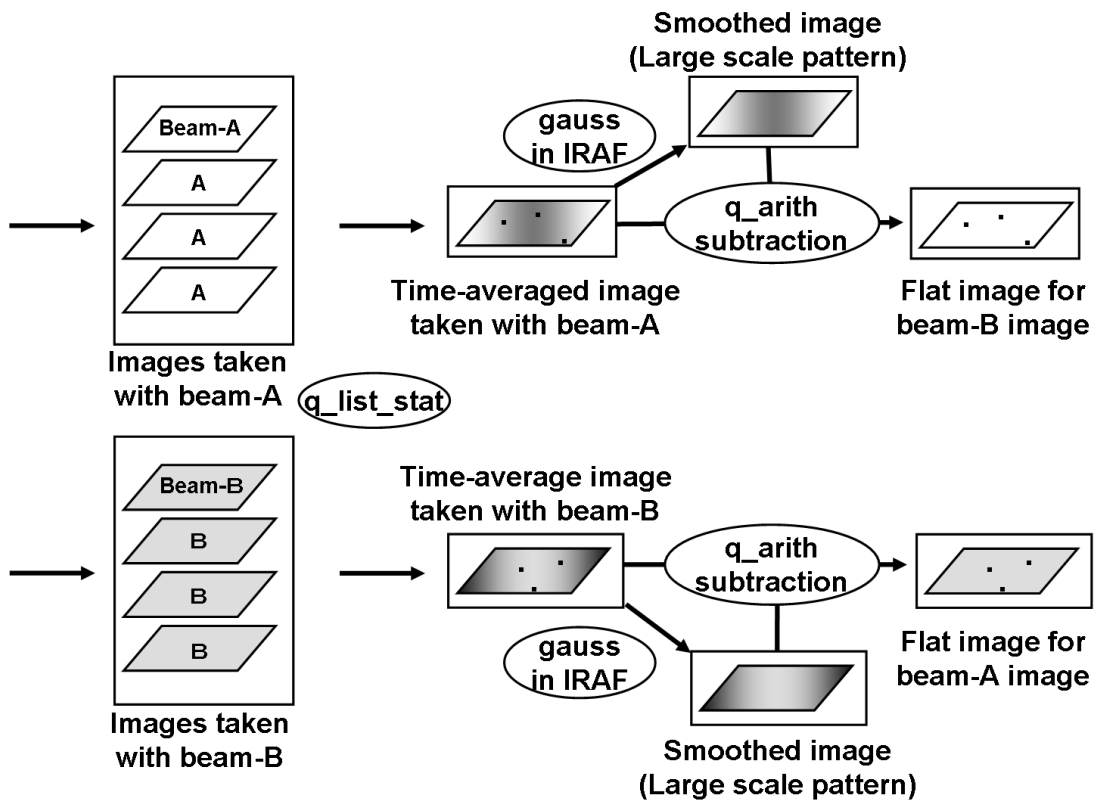 Smoothed image
(Large scale pattern)
Beam-A
A
A
A
Images taken
with beam-A
gauss
in IRAF
q_arith
subtraction
Time-averaged image
taken with beam-A
Flat image for
beam-B image
q_list_stat
Beam-B
B
B
B
Images taken
with beam-B
Time-average image
taken with beam-B
q_arith
subtraction
gauss
in IRAF
Flat image for
beam-A image
Smoothed image
(Large scale pattern)